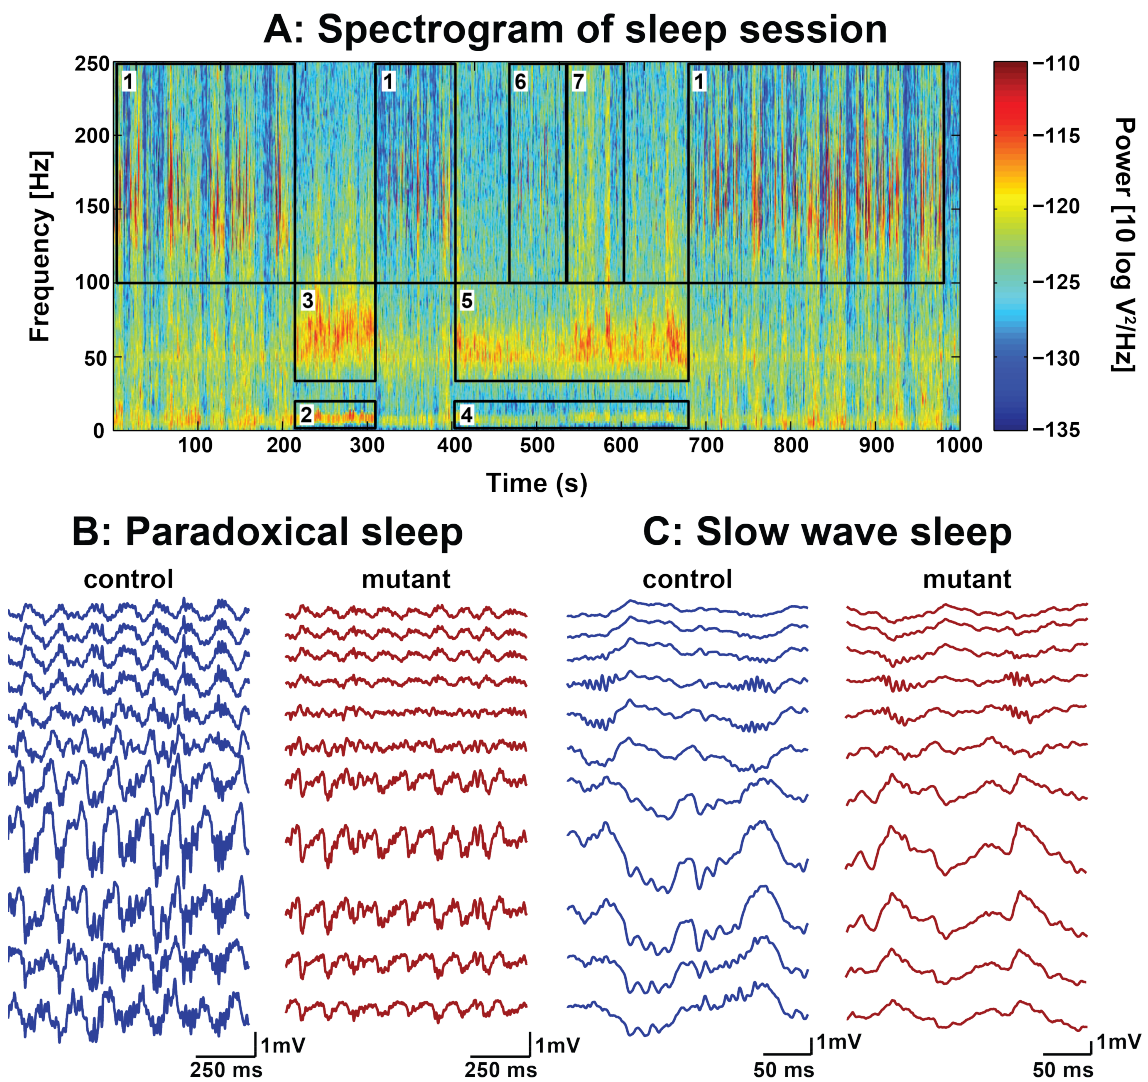 A: Spectrogram of sleep session
250
200
150
100
50
0
Frequency [Hz]
1
1
6
7
1
3
5
2
4
100
200
300
400
500
600
700
800
900
1000
Time (s)
−110
−115
−120
−125
−130
−135
Power [10 log V²/Hz]
B: Paradoxical sleep
C: Slow wave sleep
control
mutant
control
mutant
1mV
250 ms
1mV
250 ms
1mV
50 ms
1mV
50 ms